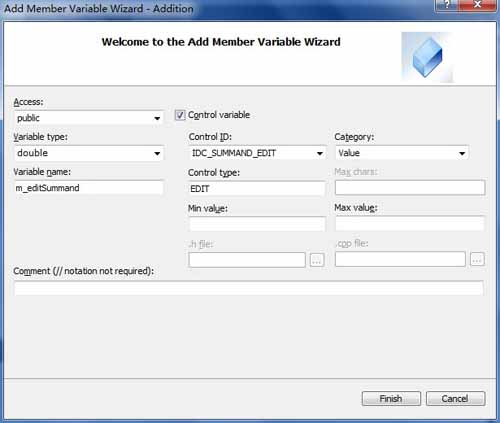 Add Member Variable Wizard - Addition
Welcome to the Add Member Variable Wizard
Access:
public
Control variable
Variable type:
double
Control ID:
IDC_SUMMAND_EDIT
Category:
Value
Variable name:
m_editSummand
Control type:
EDIT
Max chars:
Min value:
Max value:
.h file:
...
.cpp file:
...
Comment (// notation not required):
Finish
Cancel